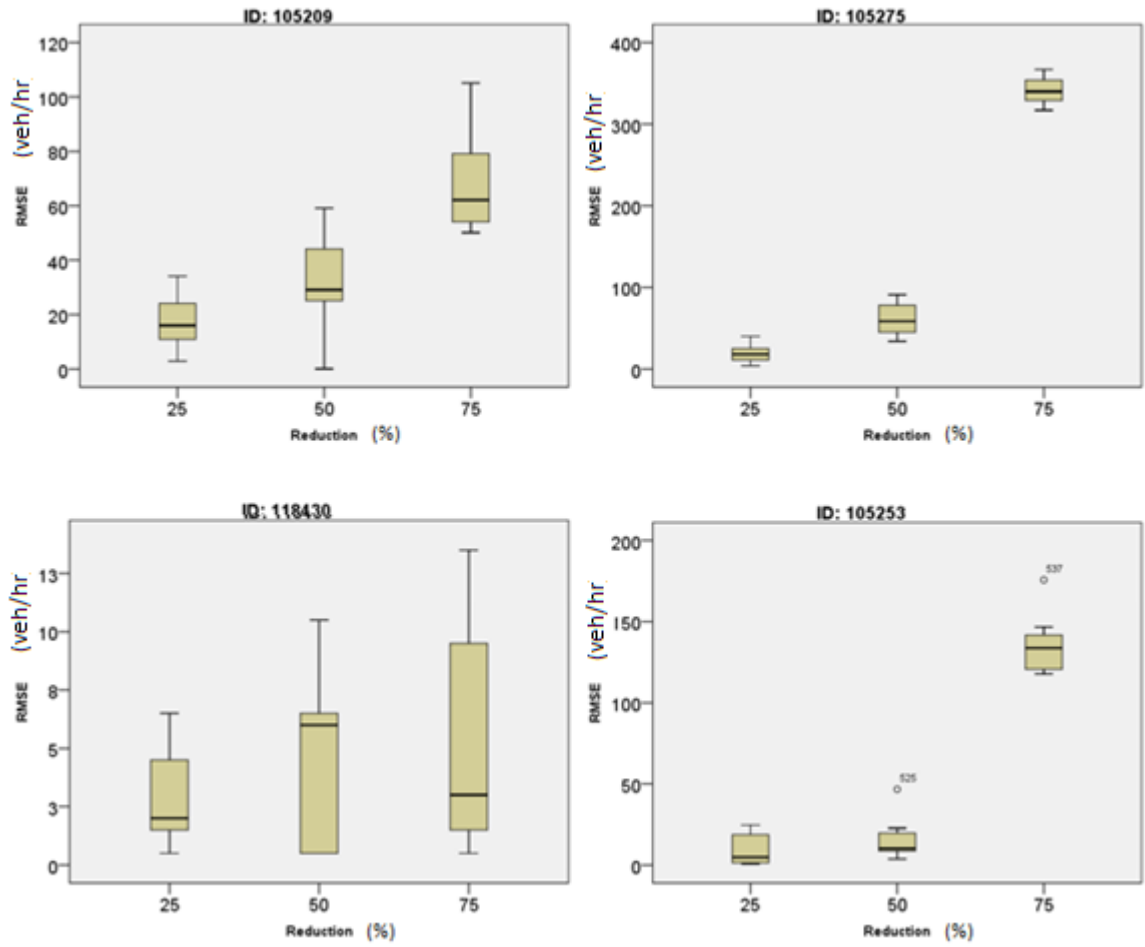 ID: 105209
(veh/hr
RMSE
120
100
80
60
40
20
0
25 50 75
Reduction (%)
ID: 105275
(veh/hr
RMSE
400
300
200
100
0
25 50 75
Reduction (%)
ID: 118430
(veh/hr
RMSE
13
10
8
5
3
0
25 50 75
Reduction (%)
ID: 105253
(veh/hr
RMSE
200
150
100
50
0
537
525
25 50 75
Reduction (%)